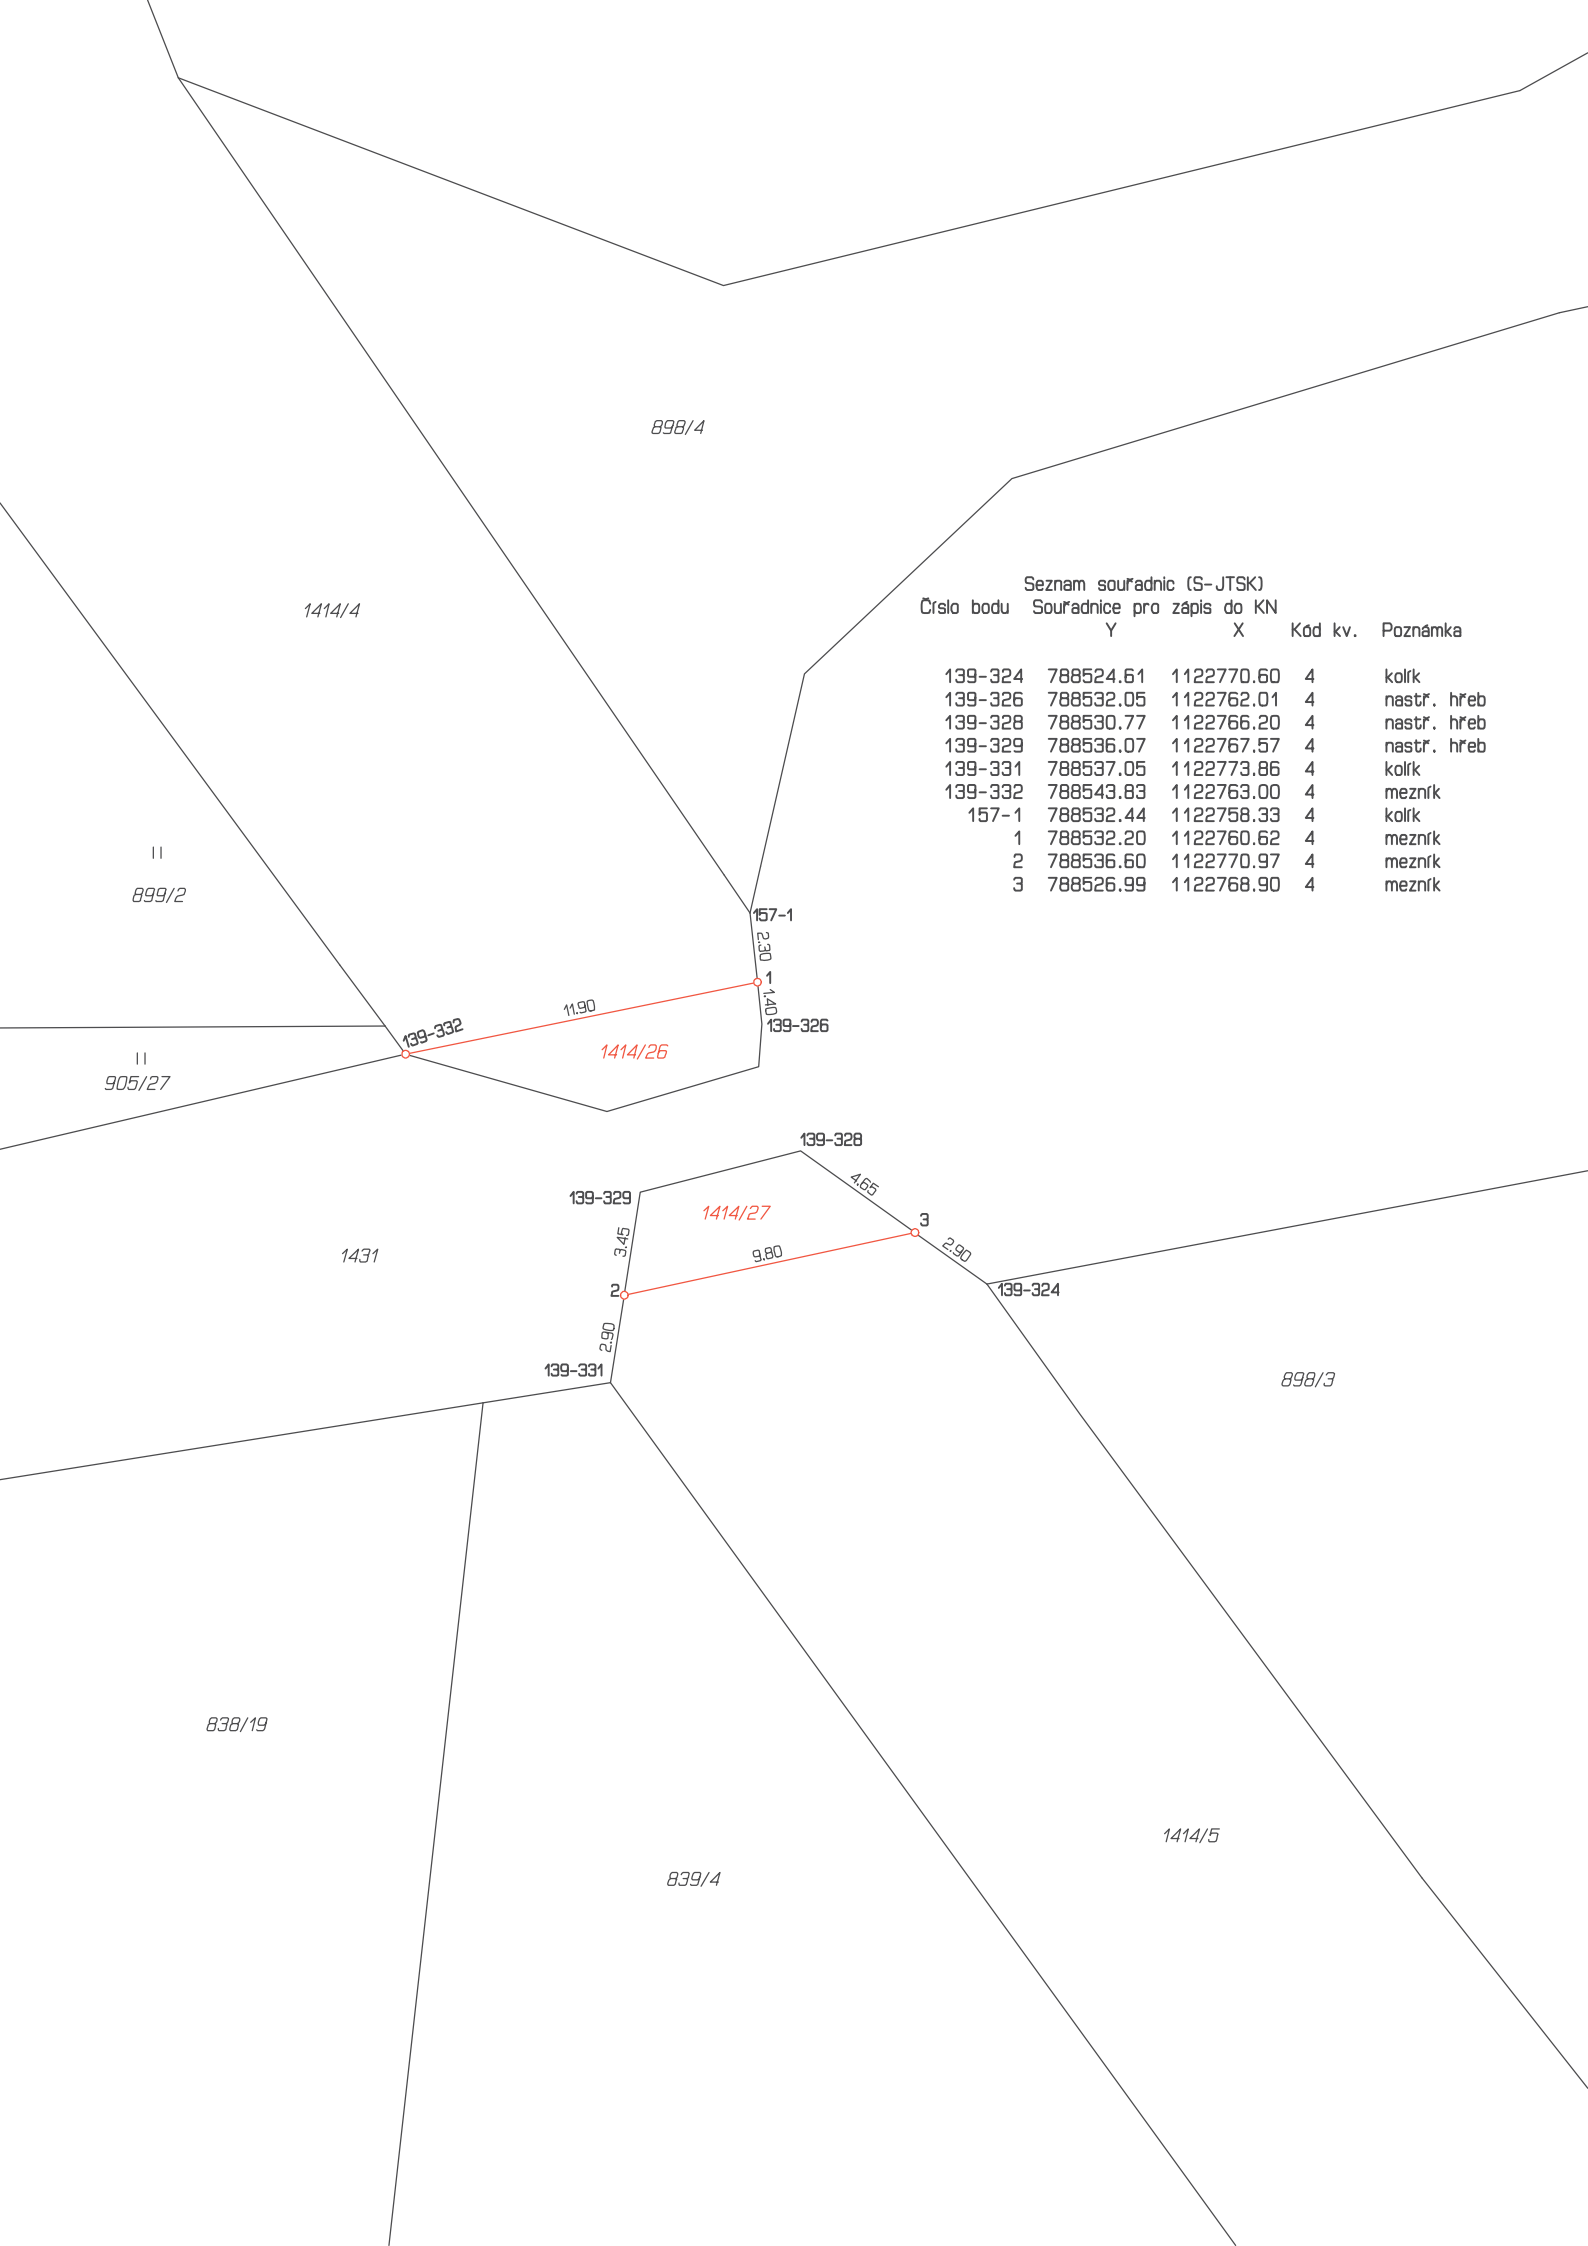 898/4
Seznam souřadnic (S-JTSK)
Číslo bodu Souřadnice pro zápis do KN
Y X Kód kv. Poznámka
139-324 788524.61 1122770.60 4 kolík
139-326 788532.05 1122762.01 4 nastř. hřeb
139-328 788530.77 1122766.20 4 nastř. hřeb
139-329 788536.07 1122767.57 4 nastř. hřeb
139-331 788537.05 1122773.86 4 kolík
139-332 788543.83 1122763.00 4 mezník
157-1 788532.44 1122758.33 4 kolík
1 788532.20 1122760.62 4 mezník
2 788536.60 1122770.97 4 mezník
3 788526.99 1122768.90 4 mezník
1414/4
899/2
157-1
2.30
1
1.40
11.90
139-326
139-332
1414/26
905/27
139-328
4.65
139-329
1414/27
3
3.45
2.90
9.80
1431
2
139-324
2.90
139-331
898/3
838/19
1414/5
839/4